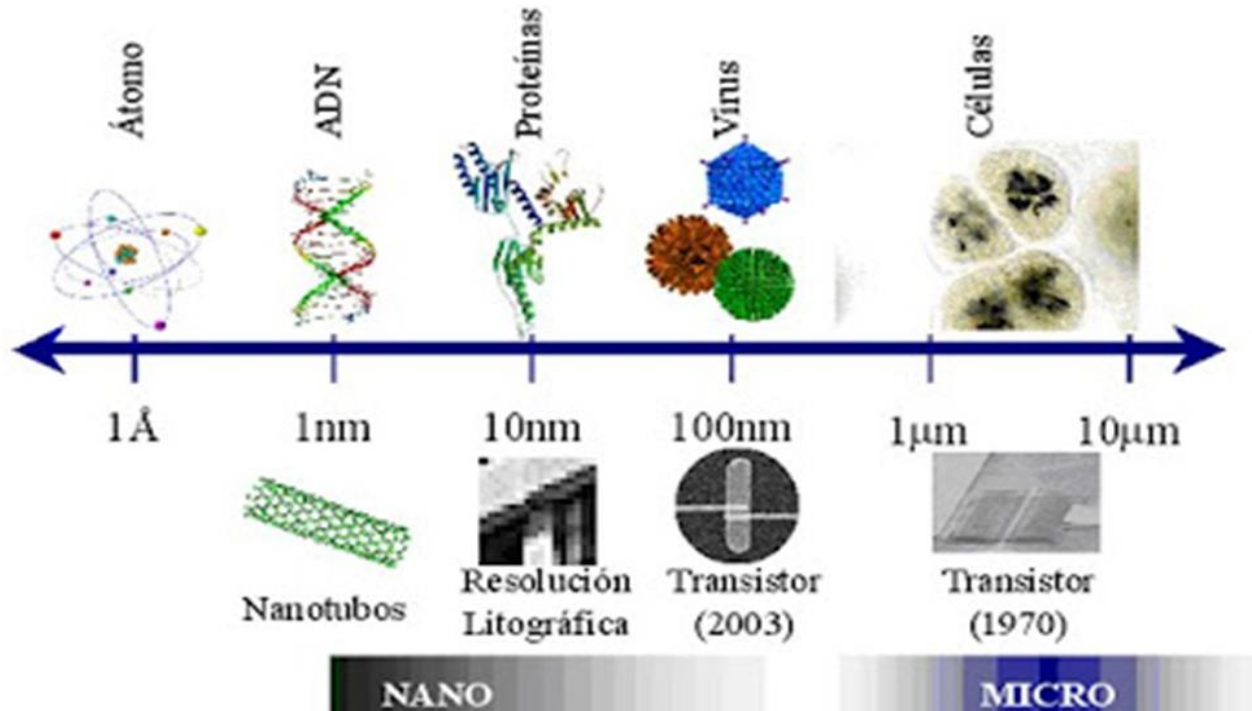 Átomo
ADN
Proteínas
Virus
Células
1Å
1nm
10nm
100nm
1μm
10μm
Nanotubos
Resolución
Litográfica
Transistor
(2003)
Transistor
(1970)
NANO
MICRO